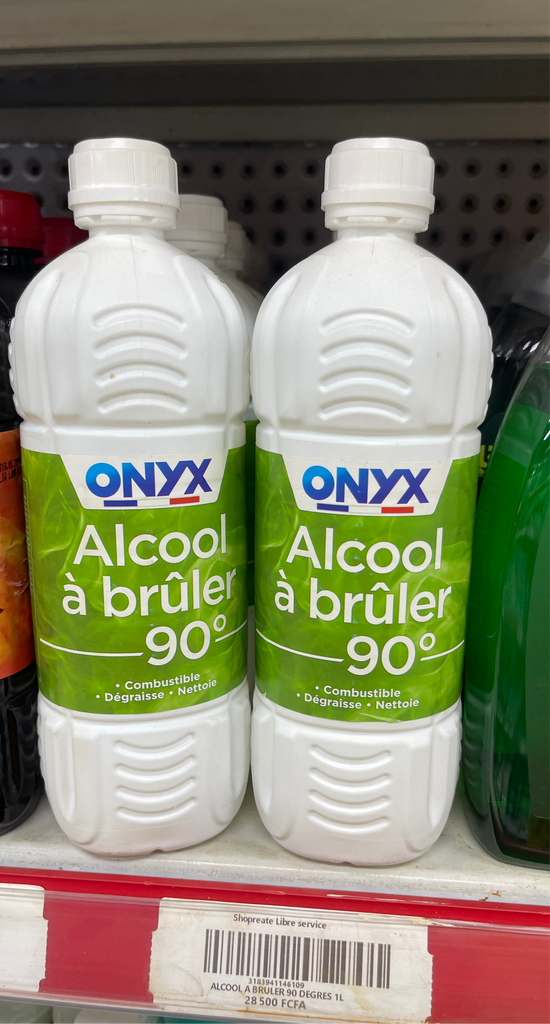 ONYX
Alcool
à brûler
90°
• Combustible
• Dégraisse • Nettoie
ONYX
Alcool
à brûler
90°
• Combustible
• Dégraisse • Nettoie
Shopreate Libre service
3183941146109
ALCOOL A BRULER 90 DEGRES 1L
28 500 FCFA